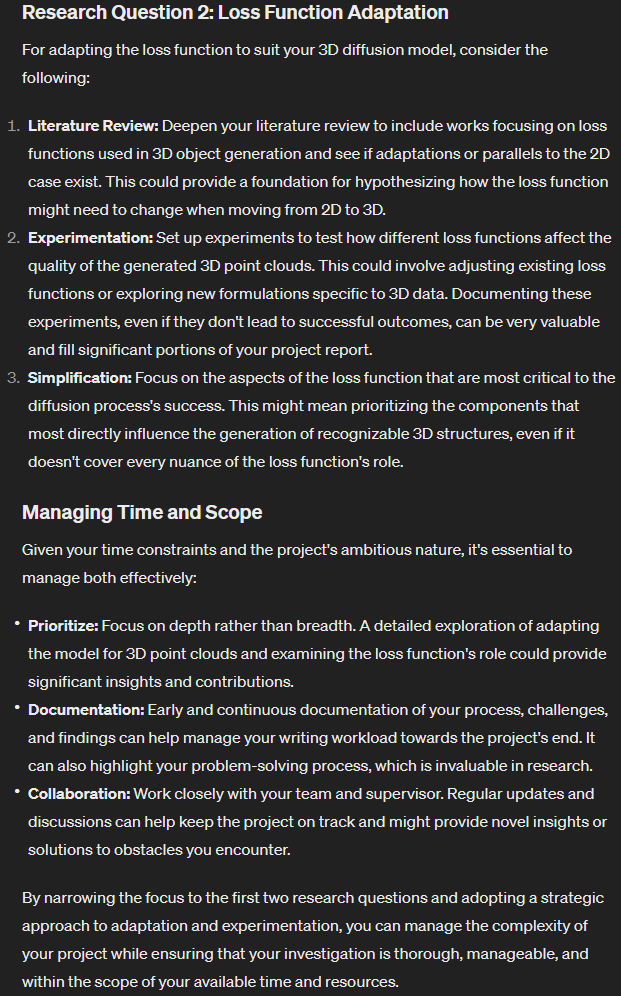 Research Question 2: Loss Function Adaptation
For adapting the loss function to suit your 3D diffusion model, consider the
following:
1. Literature Review: Deepen your literature review to include works focusing on loss
functions used in 3D object generation and see if adaptations or parallels to the 2D
case exist. This could provide a foundation for hypothesizing how the loss function
might need to change when moving from 2D to 3D.
2. Experimentation: Set up experiments to test how different loss functions affect the
quality of the generated 3D point clouds. This could involve adjusting existing loss
functions or exploring new formulations specific to 3D data. Documenting these
experiments, even if they don't lead to successful outcomes, can be very valuable
and fill significant portions of your project report.
3. Simplification: Focus on the aspects of the loss function that are most critical to the
diffusion process's success. This might mean prioritizing the components that
most directly influence the generation of recognizable 3D structures, even if it
doesn't cover every nuance of the loss function's role.
Managing Time and Scope
Given your time constraints and the project's ambitious nature, it's essential to
manage both effectively:
• Prioritize: Focus on depth rather than breadth. A detailed exploration of adapting
the model for 3D point clouds and examining the loss function's role could provide
significant insights and contributions.
• Documentation: Early and continuous documentation of your process, challenges,
and findings can help manage your writing workload towards the project's end. It
can also highlight your problem-solving process, which is invaluable in research.
• Collaboration: Work closely with your team and supervisor. Regular updates and
discussions can help keep the project on track and might provide novel insights or
solutions to obstacles you encounter.
By narrowing the focus to the first two research questions and adopting a strategic
approach to adaptation and experimentation, you can manage the complexity of
your project while ensuring that your investigation is thorough, manageable, and
within the scope of your available time and resources.